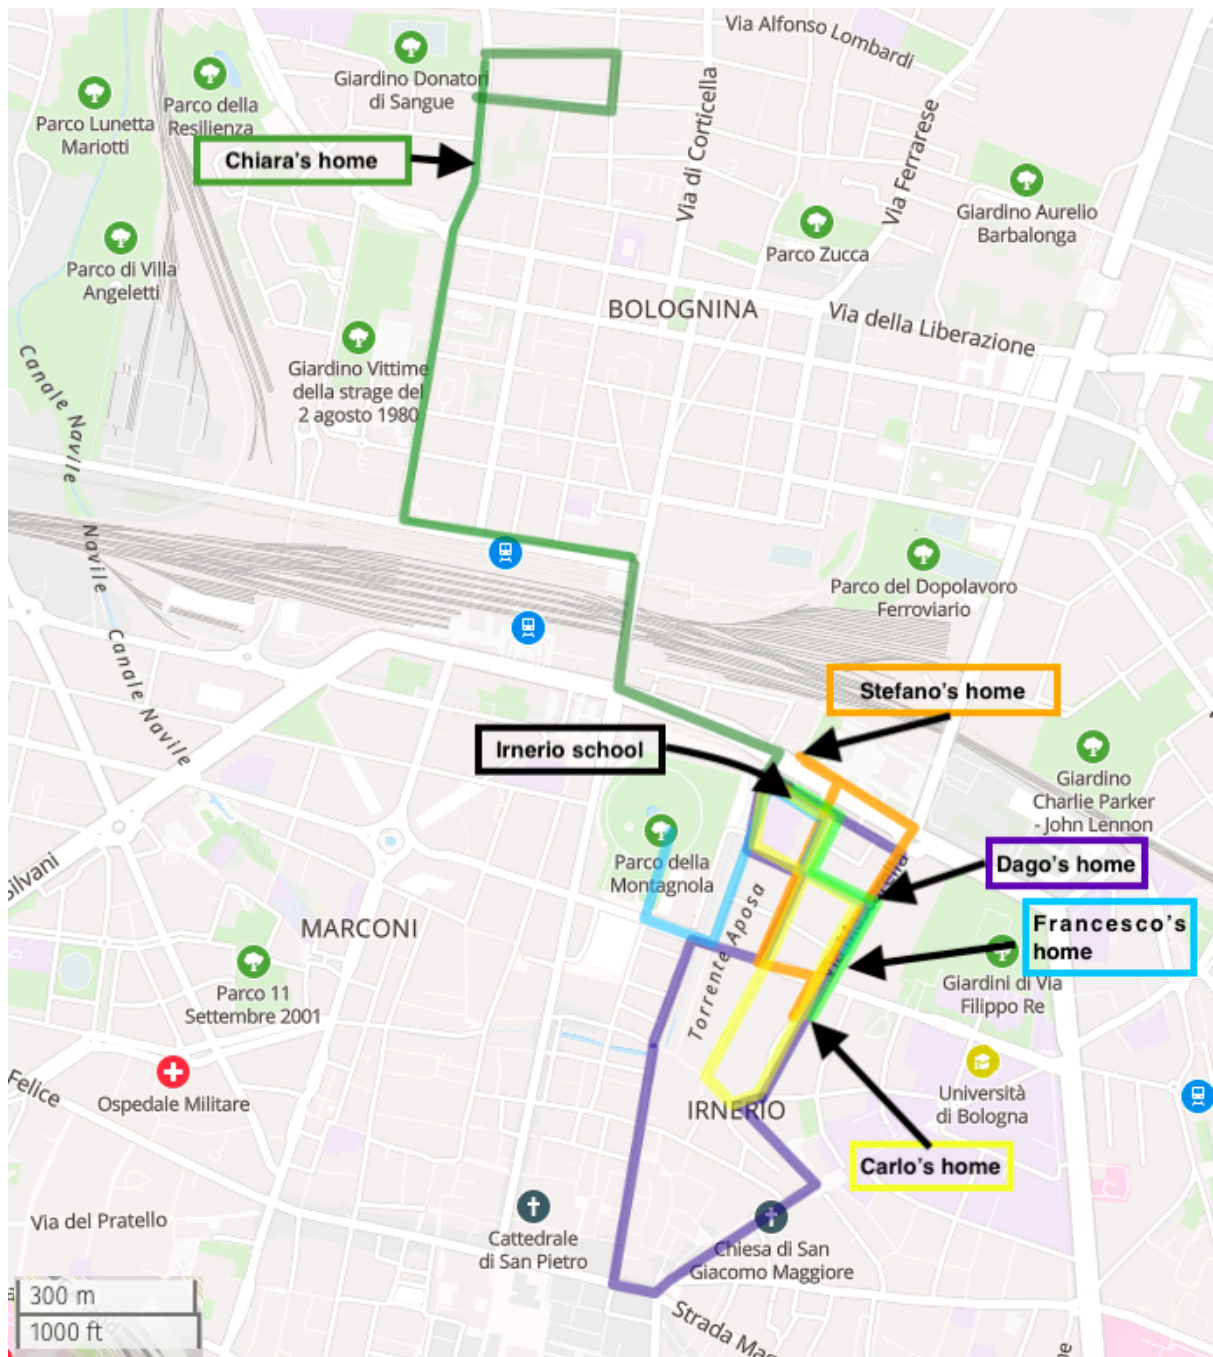 Via Alfonso Lombardi
Giardino Donatori
di Sangue
Parco della
Resilienza
Parco Lunetta
Mariotti
Via di Corticella
Via Ferrarese
Chiara's home
Giardino Aurelio
Barbalonga
Parco Zucca
Parco di Villa
Angeletti
BOLOGNINA
Via della Liberazione
Giardino Vittime
della strage del
2 agosto 1980
Canale Navile
Navile
Canale Navile
Parco del Dopolavoro
Ferroviario
Stefano's home
Irnerio school
Giardino
Charlie Parker
- John Lennon
Silvani
Parco della
Montagnola
Dago's home
MARCONI
Torrente Aposa
Francesco's
home
Giardini di Via
Filippo Re
Parco 11
Settembre 2001
Felice
Ospedale Militare
Università
di Bologna
IRNERIO
Carlo's home
Via del Pratello
Cattedrale
di San Pietro
Chiesa di San
Giacomo Maggiore
300 m
1000 ft
Strada Mag